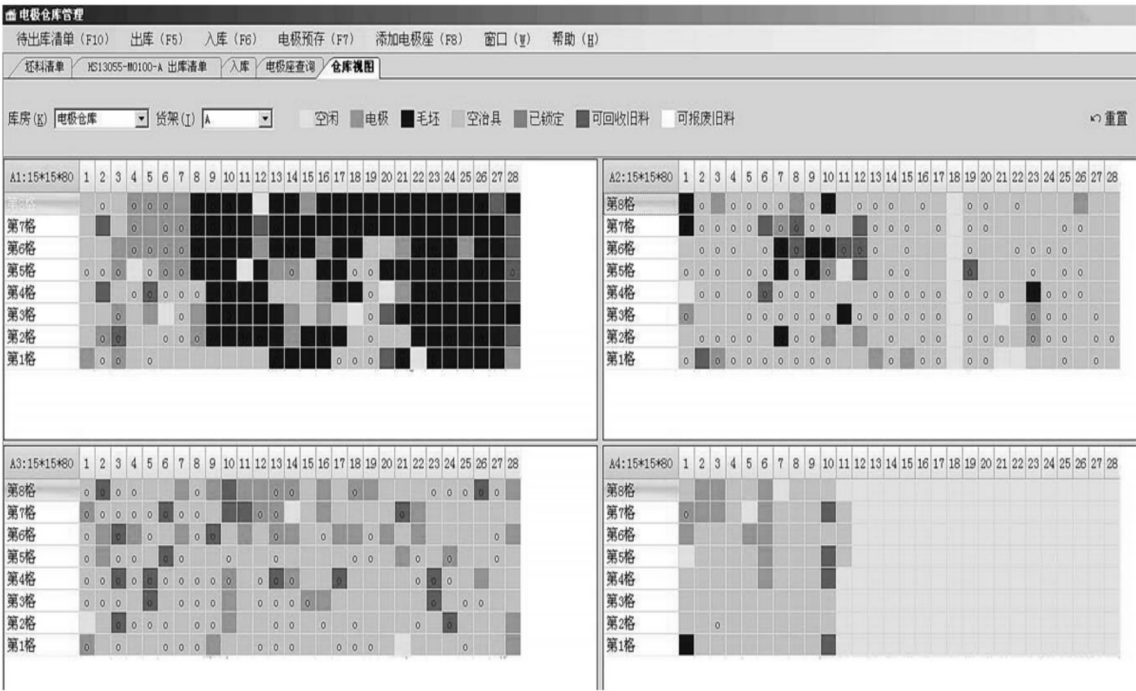 电极仓库管理
待出库清单 (F10) 出库 (F5) 入库 (F6) 电极预存 (F7) 添加电极座 (F8) 窗口 (W) 帮助 (H)
坯料清单 HS13055-M0100-A 出库清单 入库 电极座查询 仓库视图
库房(K) 电极仓库 货架(I) A 空闲 电极 毛坯 空治具 已锁定 可回收旧料 可报废旧料 重置
A1:15*15*80 1 2 3 4 5 6 7 8 9 10 11 12 13 14 15 16 17 18 19 20 21 22 23 24 25 26 27 28
第8格
第7格
第6格
第5格
第4格
第3格
第2格
第1格
A2:15*15*80 1 2 3 4 5 6 7 8 9 10 11 12 13 14 15 16 17 18 19 20 21 22 23 24 25 26 27 28
第8格
第7格
第6格
第5格
第4格
第3格
第2格
第1格
A3:15*15*80 1 2 3 4 5 6 7 8 9 10 11 12 13 14 15 16 17 18 19 20 21 22 23 24 25 26 27 28
第8格
第7格
第6格
第5格
第4格
第3格
第2格
第1格
A4:15*15*80 1 2 3 4 5 6 7 8 9 10 11 12 13 14 15 16 17 18 19 20 21 22 23 24 25 26 27 28
第8格
第7格
第6格
第5格
第4格
第3格
第2格
第1格